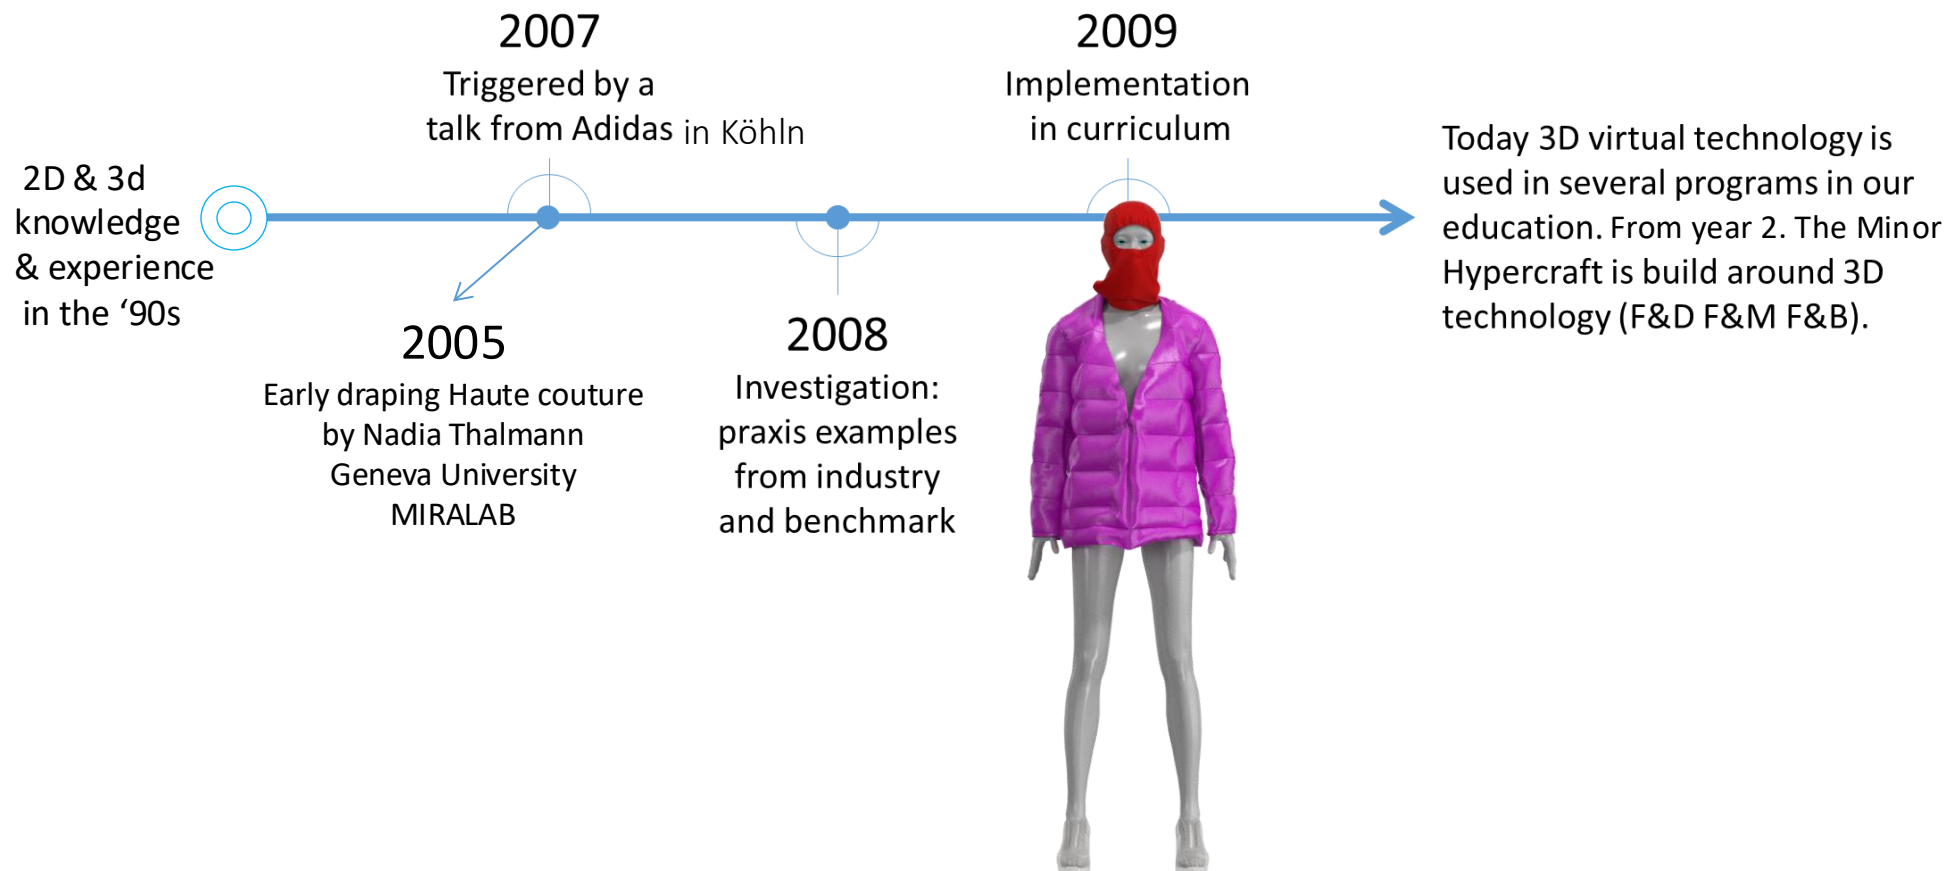 2D & 3d
knowledge
& experience
in the ‘90s
2007
Triggered by a
talk from Adidas in Köhln
2005
Early draping Haute couture
by Nadia Thalmann
Geneva University
MIRALAB
2008
Investigation:
praxis examples
from industry
and benchmark
2009
Implementation
in curriculum
Today 3D virtual technology is
used in several programs in our
education. From year 2. The Minor
Hypercraft is build around 3D
technology (F&D F&M F&B).